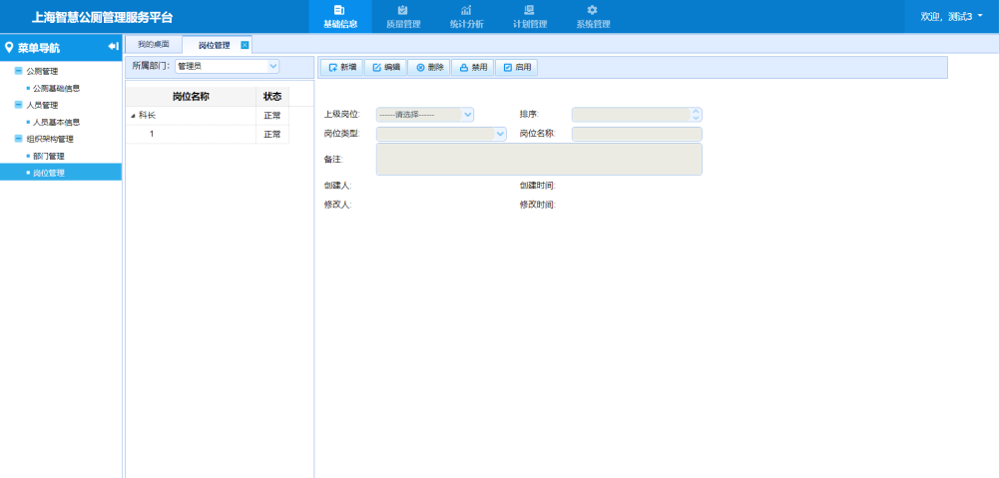 上海智慧公厕管理服务平台
基础信息
质量管理
统计分析
计划管理
系统管理
欢迎, 测试3
菜单导航
公厕管理
公厕基础信息
人员管理
人员基本信息
组织架构管理
部门管理
岗位管理
我的桌面 岗位管理
所属部门: 管理员
岗位名称 状态
科长 正常
1 正常
新增 编辑 删除 禁用 启用
上级岗位: ------请选择------ 排序:
岗位类型: 岗位名称:
备注:
创建人: 创建时间:
修改人: 修改时间: